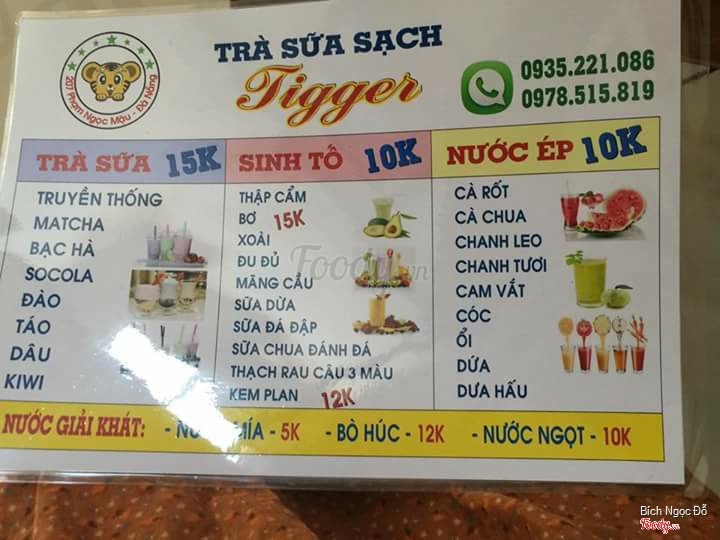 207 Phạm Ngọc Mậu - Đà Nẵng
TRÀ SỮA SẠCH
Tigger
0935.221.086
0978.515.819
TRÀ SỮA 15K
TRUYỀN THỐNG
MATCHA
BẠC HÀ
SOCOLA
ĐÀO
TÁO
DÂU
KIWI
SINH TỐ 10K
THẬP CẨM
BƠ 15K
XOÀI
ĐU ĐỦ
MÃNG CẦU
SỮA DỪA
SỮA ĐÁ ĐẬP
SỮA CHUA ĐÁNH ĐÁ
THẠCH RAU CÂU 3 MÀU
KEM PLAN 12K
NƯỚC ÉP 10K
CÀ RỐT
CÀ CHUA
CHANH LEO
CHANH TƯƠI
CAM VẮT
CÓC
ỔI
DỨA
DƯA HẤU
NƯỚC GIẢI KHÁT: - MÍA - 5K - BÒ HÚC - 12K - NƯỚC NGỌT - 10K
Foody.vn
Bích Ngọc Đỗ
Foody.vn